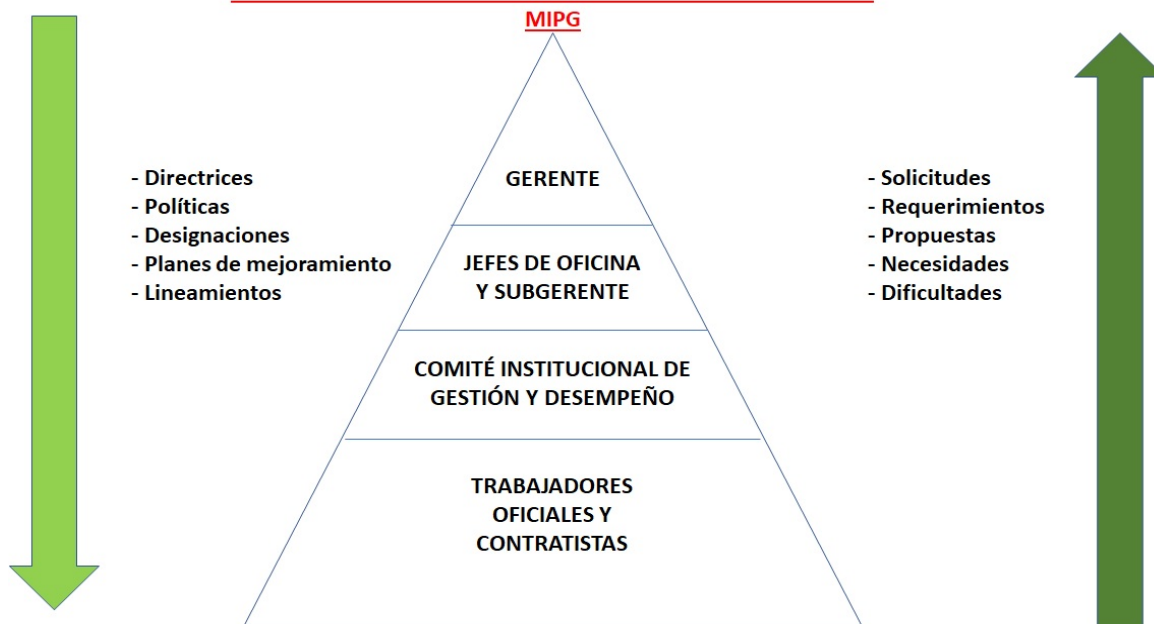 MIPG
- Directrices
- Políticas
- Designaciones
- Planes de mejoramiento
- Lineamientos
GERENTE
JEFES DE OFICINA
Y SUBGERENTE
COMITÉ INSTITUCIONAL DE
GESTIÓN Y DESEMPEÑO
TRABAJADORES
OFICIALES Y
CONTRATISTAS
- Solicitudes
- Requerimientos
- Propuestas
- Necesidades
- Dificultades